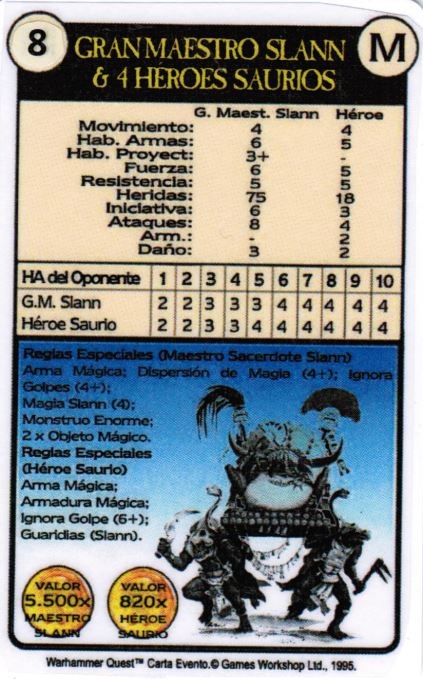 8
GRAN MAESTRO SLANN
& 4 HÉROES SAURIOS
M
G. Maest. Slann Héroe
Movimiento: 4 4
Hab. Armas: 6 5
Hab. Proyect: 3+ -
Fuerza: 6 5
Resistencia: 5 5
Heridas: 75 18
Iniciativa: 6 3
Ataques: 8 4
Arm.: - 2
Daño: 3 2
HA del Oponente 1 2 3 4 5 6 7 8 9 10
G.M. Slann 2 2 3 3 3 4 4 4 4 4
Héroe Saurio 2 2 3 3 4 4 4 4 4 4
Reglas Especiales (Maestro Sacerdote Slann)
Arma Mágica; Dispersión de Magia (4+); Ignora
Golpes (4+);
Magia Slann (4);
Monstruo Enorme;
2 x Objeto Mágico.
Reglas Especiales
(Héroe Saurio)
Arma Mágica;
Armadura Mágica;
Ignora Golpe (6+);
Guardias (Slann).
VALOR
5.500x
MAESTRO
SLANN
VALOR
820x
HÉROE
SAURIO
Warhammer Quest™ Carta Evento.© Games Workshop Ltd., 1995.